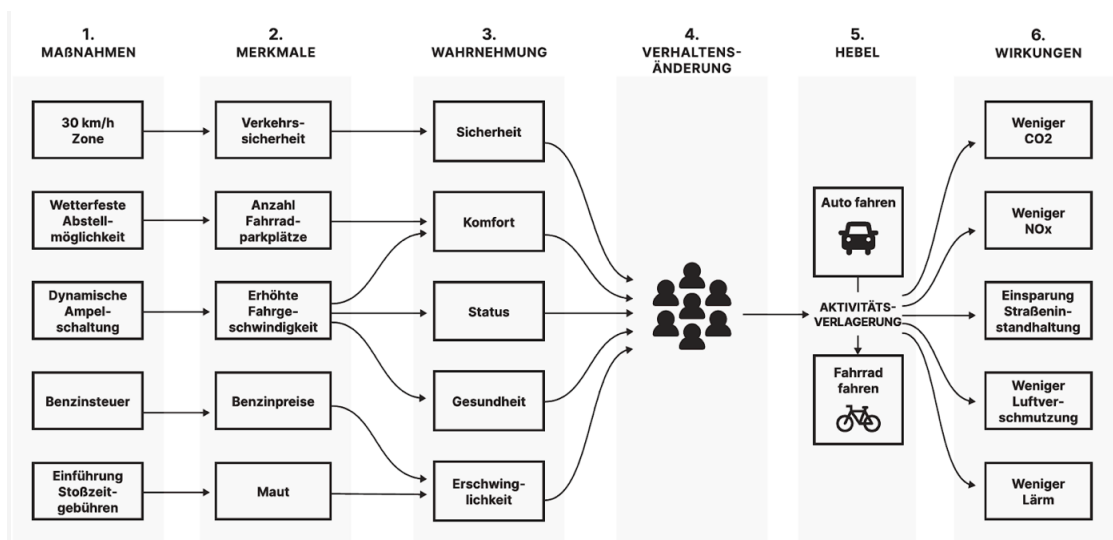 1.
MAßNAHMEN
2.
MERKMALE
3.
WAHRNEHMUNG
4.
VERHALTENS-
ÄNDERUNG
5.
HEBEL
6.
WIRKUNGEN
30 km/h
Zone
Wetterfeste
Abstell-
möglichkeit
Dynamische
Ampel-
schaltung
Benzinsteuer
Einführung
Stoßzeit-
gebühren
Verkehrs-
sicherheit
Anzahl
Fahrrad-
parkplätze
Erhöhte
Fahrge-
schwindigkeit
Benzinpreise
Maut
Sicherheit
Komfort
Status
Gesundheit
Erschwing-
lichkeit
Auto fahren
AKTIVITÄTS-
VERLAGERUNG
Fahrrad
fahren
Weniger
CO2
Weniger
NOx
Einsparung
Straßenin-
standhaltung
Weniger
Luftver-
schmutzung
Weniger
Lärm